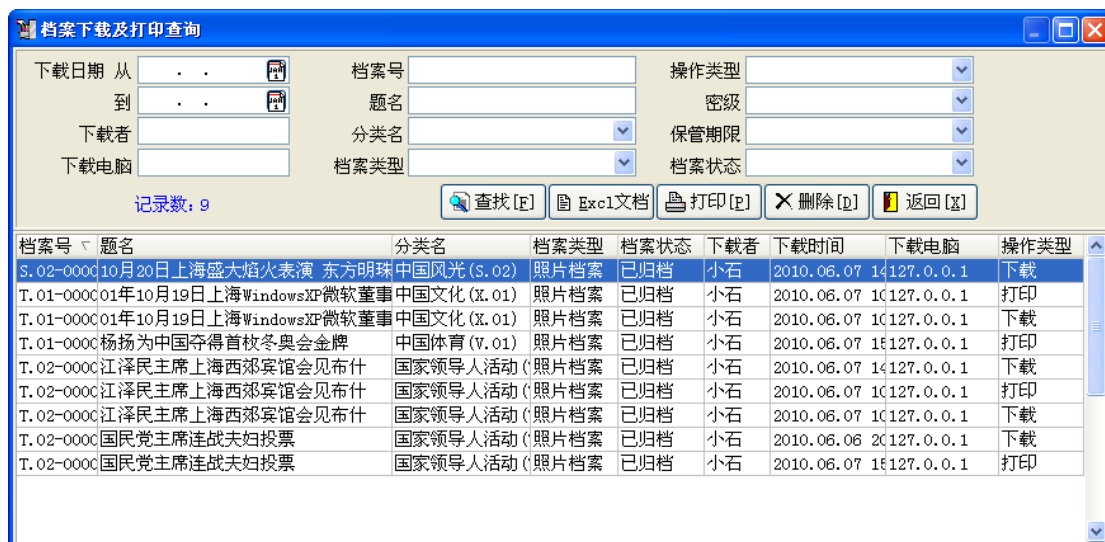 档案下载及打印查询
下载日期 从 . . 档案号 操作类型
到 . . 题名 密级
下载者 分类名 保管期限
下载电脑 档案类型 档案状态
记录数: 9 查找[F] Excl文档 打印[P] 删除[D] 返回[X]
档案号 题名 分类名 档案类型 档案状态 下载者 下载时间 下载电脑 操作类型
S.02-0000 10月20日上海盛大焰火表演 东方明珠 中国风光(S.02) 照片档案 已归档 小石 2010.06.07 14 127.0.0.1 下载
T.01-0000 01年10月19日上海WindowsXP微软董事 中国文化(X.01) 照片档案 已归档 小石 2010.06.07 10 127.0.0.1 打印
T.01-0000 01年10月19日上海WindowsXP微软董事 中国文化(X.01) 照片档案 已归档 小石 2010.06.07 10 127.0.0.1 下载
T.01-0000 杨扬为中国夺得首枚冬奥会金牌 中国体育(V.01) 照片档案 已归档 小石 2010.06.07 15 127.0.0.1 打印
T.02-0000 江泽民主席上海西郊宾馆会见布什 国家领导人活动( 照片档案 已归档 小石 2010.06.07 14 127.0.0.1 下载
T.02-0000 江泽民主席上海西郊宾馆会见布什 国家领导人活动( 照片档案 已归档 小石 2010.06.07 10 127.0.0.1 打印
T.02-0000 江泽民主席上海西郊宾馆会见布什 国家领导人活动( 照片档案 已归档 小石 2010.06.07 10 127.0.0.1 下载
T.02-0000 国民党主席连战夫妇投票 国家领导人活动( 照片档案 已归档 小石 2010.06.06 20 127.0.0.1 下载
T.02-0000 国民党主席连战夫妇投票 国家领导人活动( 照片档案 已归档 小石 2010.06.07 15 127.0.0.1 打印